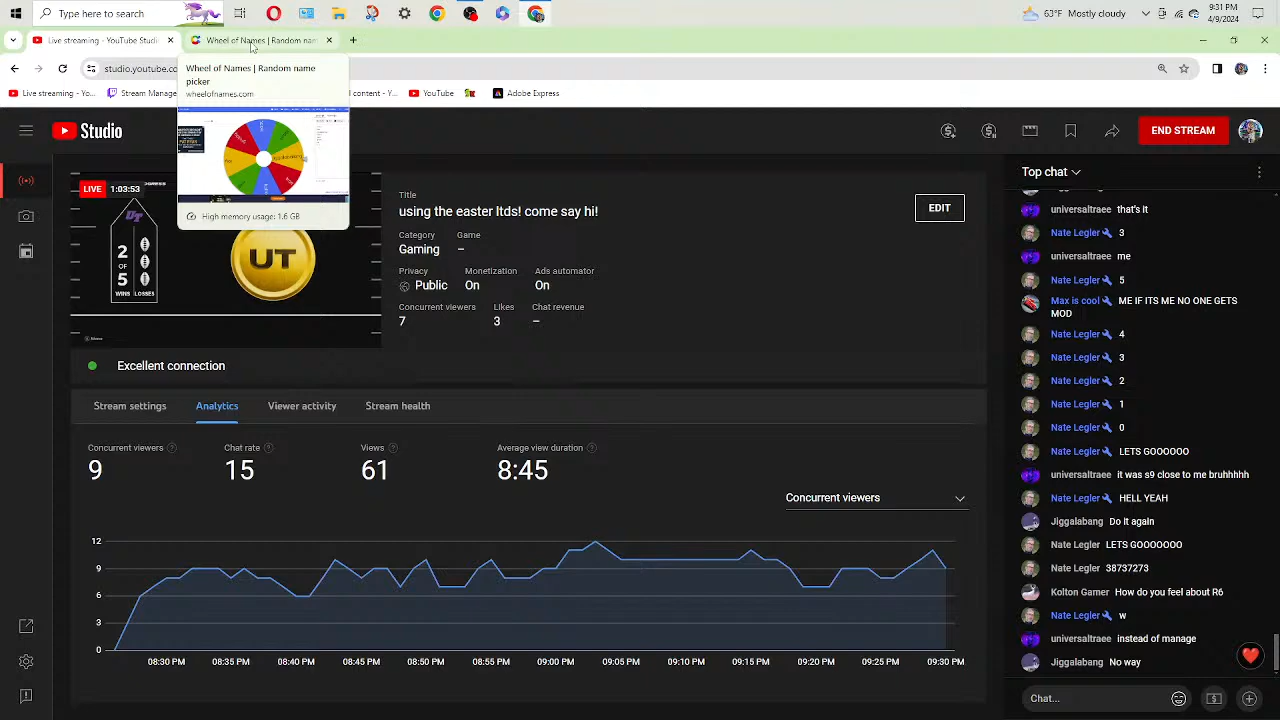 Type here to search
63°F Partly cloudy
9:31 PM
4/9/2024
Live streaming - YouTube Studi
Wheel of Names | Random nam
studio.youtube.co
Wheel of Names | Random name
picker
wheelofnames.com
High memory usage: 1.6 GB
Live streaming - Yo...
Stream Manage
content - Y...
YouTube
Adobe Express
Studio
END STREAM
LIVE
1:03:53
OGRESS
UT
2
OF
5
WINS
LOSSES
UT
Title
using the easter ltds! come say hi!
EDIT
Category
Game
Gaming
–
Privacy
Monetiza
Ads automator
Public
On
On
Concurrent viewers
Likes
Chat revenue
7
3
–
Excellent connection
Stream settings
Analytics
Viewer activity
Stream health
Concurrent viewers
Chat rate
Views
Average view duration
9
15
61
8:45
Concurrent viewers
12
9
6
3
0
08:30 PM
08:35 PM
08:40 PM
08:45 PM
08:50 PM
08:55 PM
09:00 PM
09:05 PM
09:10 PM
09:15 PM
09:20 PM
09:25 PM
09:30 PM
Top chat
universaltraee that's it
Nate Legler 3
universaltraee me
Nate Legler 5
Max is cool ME IF ITS ME NO ONE GETS
MOD
Nate Legler 4
Nate Legler 3
Nate Legler 2
Nate Legler 1
Nate Legler 0
Nate Legler LETS GOOOOOO
universaltraee it was s9 close to me bruhhhhh
Nate Legler HELL YEAH
Jiggalabang Do it again
Nate Legler LETS GOOOOOOO
Nate Legler 38737273
Kolton Gamer How do you feel about R6
Nate Legler w
universaltraee instead of manage
Jiggalabang No way
Chat...